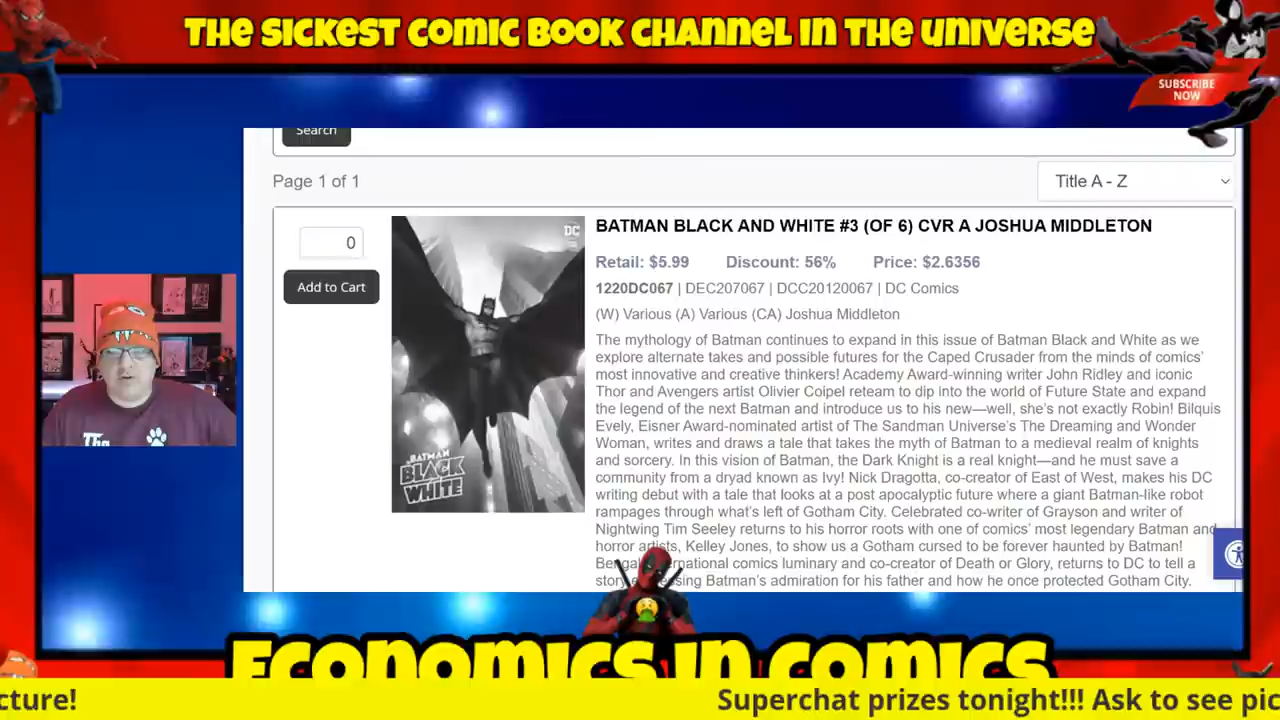 THE SICKEST COMIC BOOK CHANNEL IN THE UNIVERSE
SUBSCRIBE
NOW
Search
Page 1 of 1
Title A - Z
0
Add to Cart
DC
BATMAN
BLACK
WHITE
BATMAN BLACK AND WHITE #3 (OF 6) CVR A JOSHUA MIDDLETON
Retail: $5.99 Discount: 56% Price: $2.6356
1220DC067 | DEC207067 | DCC20120067 | DC Comics
(W) Various (A) Various (CA) Joshua Middleton
The mythology of Batman continues to expand in this issue of Batman Black and White as we
explore alternate takes and possible futures for the Caped Crusader from the minds of comics’
most innovative and creative thinkers! Academy Award-winning writer John Ridley and iconic
Thor and Avengers artist Olivier Coipel reteam to dip into the world of Future State and expand
the legend of the next Batman and introduce us to his new—well, she’s not exactly Robin! Bilquis
Evely, Eisner Award-nominated artist of The Sandman Universe’s The Dreaming and Wonder
Woman, writes and draws a tale that takes the myth of Batman to a medieval realm of knights
and sorcery. In this vision of Batman, the Dark Knight is a real knight—and he must save a
community from a dryad known as Ivy! Nick Dragotta, co-creator of East of West, makes his DC
writing debut with a tale that looks at a post apocalyptic future where a giant Batman-like robot
rampages through what’s left of Gotham City. Celebrated co-writer of Grayson and writer of
Nightwing Tim Seeley returns to his horror roots with one of comics’ most legendary Batman and
horror artists, Kelley Jones, to show us a Gotham cursed to be forever haunted by Batman!
comics luminary and co-creator of Death or Glory, returns to DC to tell a
Batman’s admiration for his father and how he once protected Gotham City.
The
ECONOMICS IN COMICS
cture! Superchat prizes tonight!!! Ask to see pic